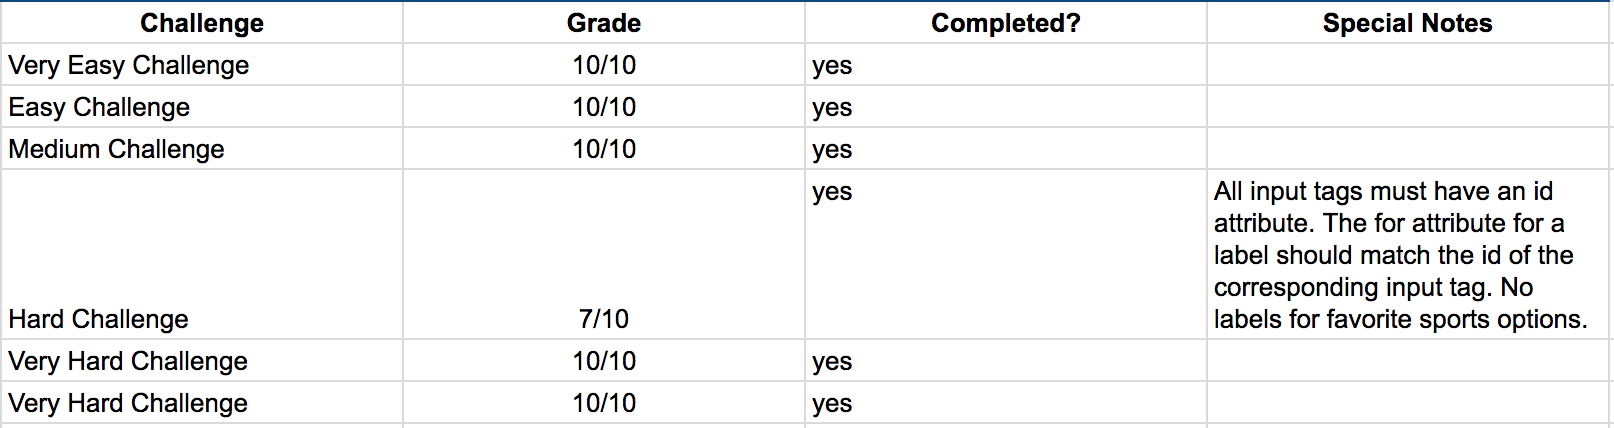 Challenge Grade Completed? Special Notes
Very Easy Challenge 10/10 yes
Easy Challenge 10/10 yes
Medium Challenge 10/10 yes
Hard Challenge 7/10 yes
All input tags must have an id
attribute. The for attribute for a
label should match the id of the
corresponding input tag. No
labels for favorite sports options.
Very Hard Challenge 10/10 yes
Very Hard Challenge 10/10 yes